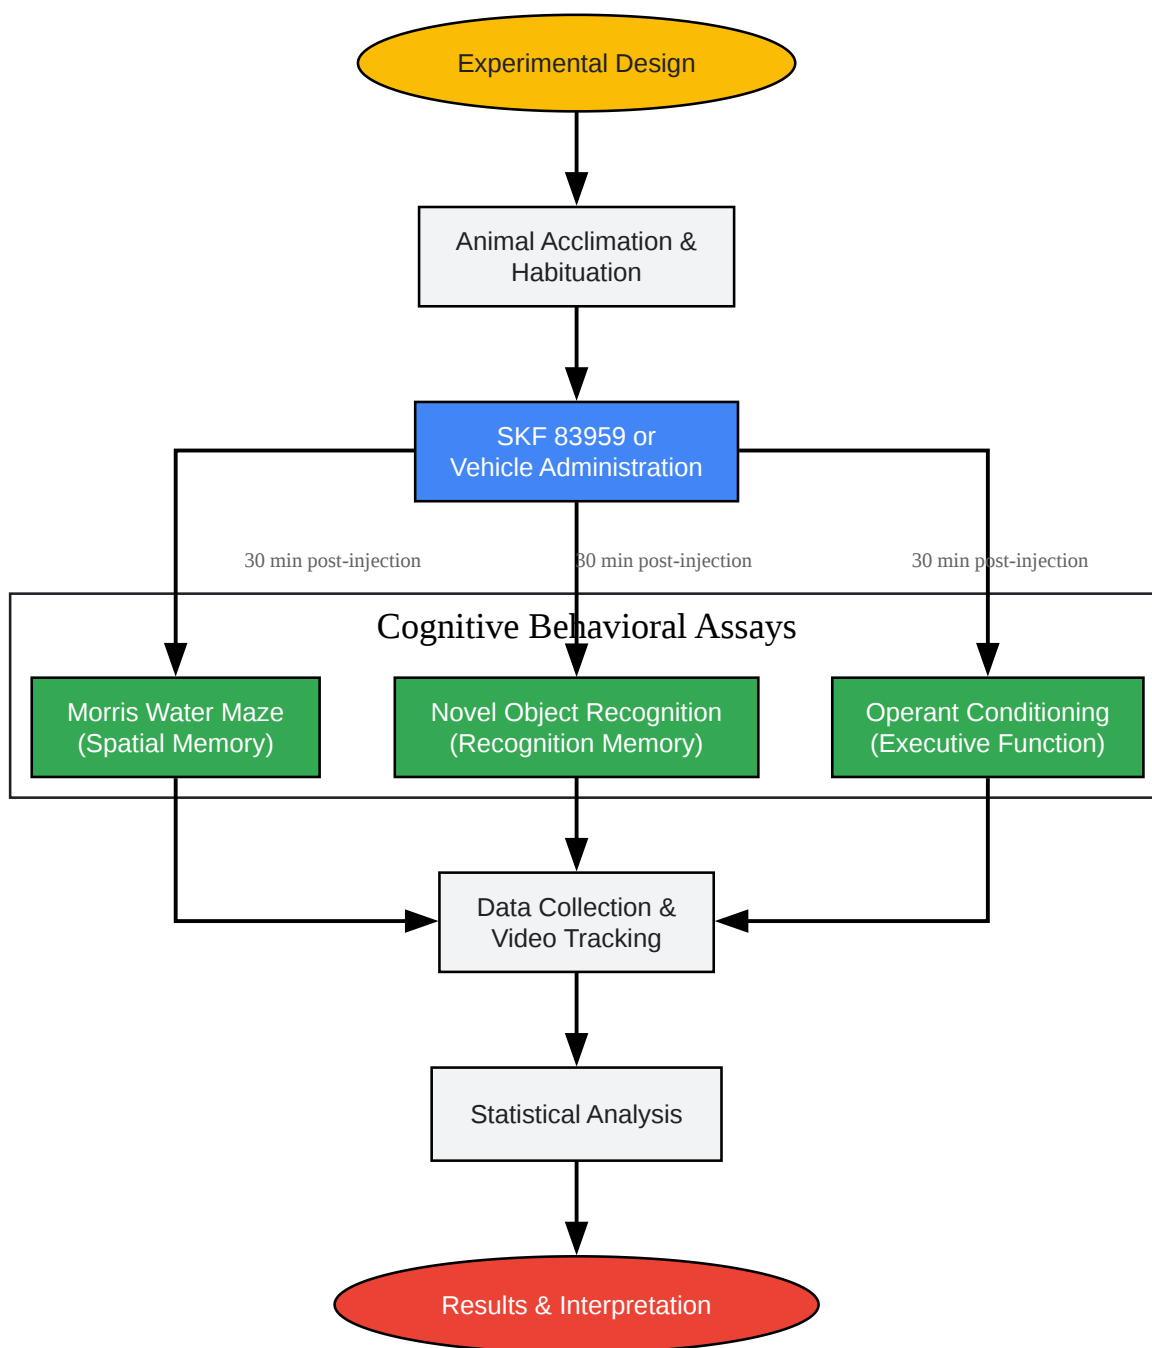 Experimental Design
Animal Acclimation &
Habituation
SKF 83959 or
Vehicle Administration
30 min post-injection
30 min post-injection
30 min post-injection
Cognitive Behavioral Assays
Morris Water Maze
(Spatial Memory)
Novel Object Recognition
(Recognition Memory)
Operant Conditioning
(Executive Function)
Data Collection &
Video Tracking
Statistical Analysis
Results & Interpretation